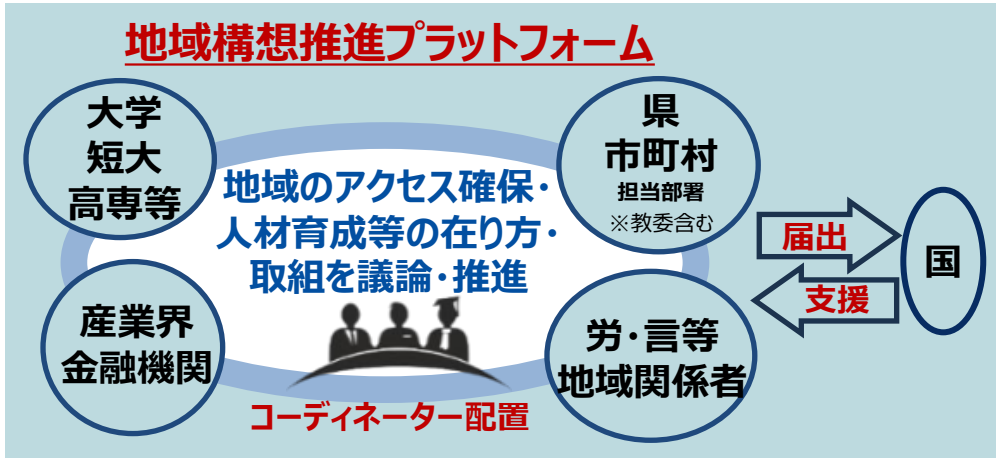 地域構想推進プラットフォーム
大学
短大
高専等
県
市町村
担当部署
※教委含む
地域のアクセス確保・
人材育成等の在り方・
取組を議論・推進
産業界
金融機関
労・言等
地域関係者
コーディネーター配置
届出
支援
国